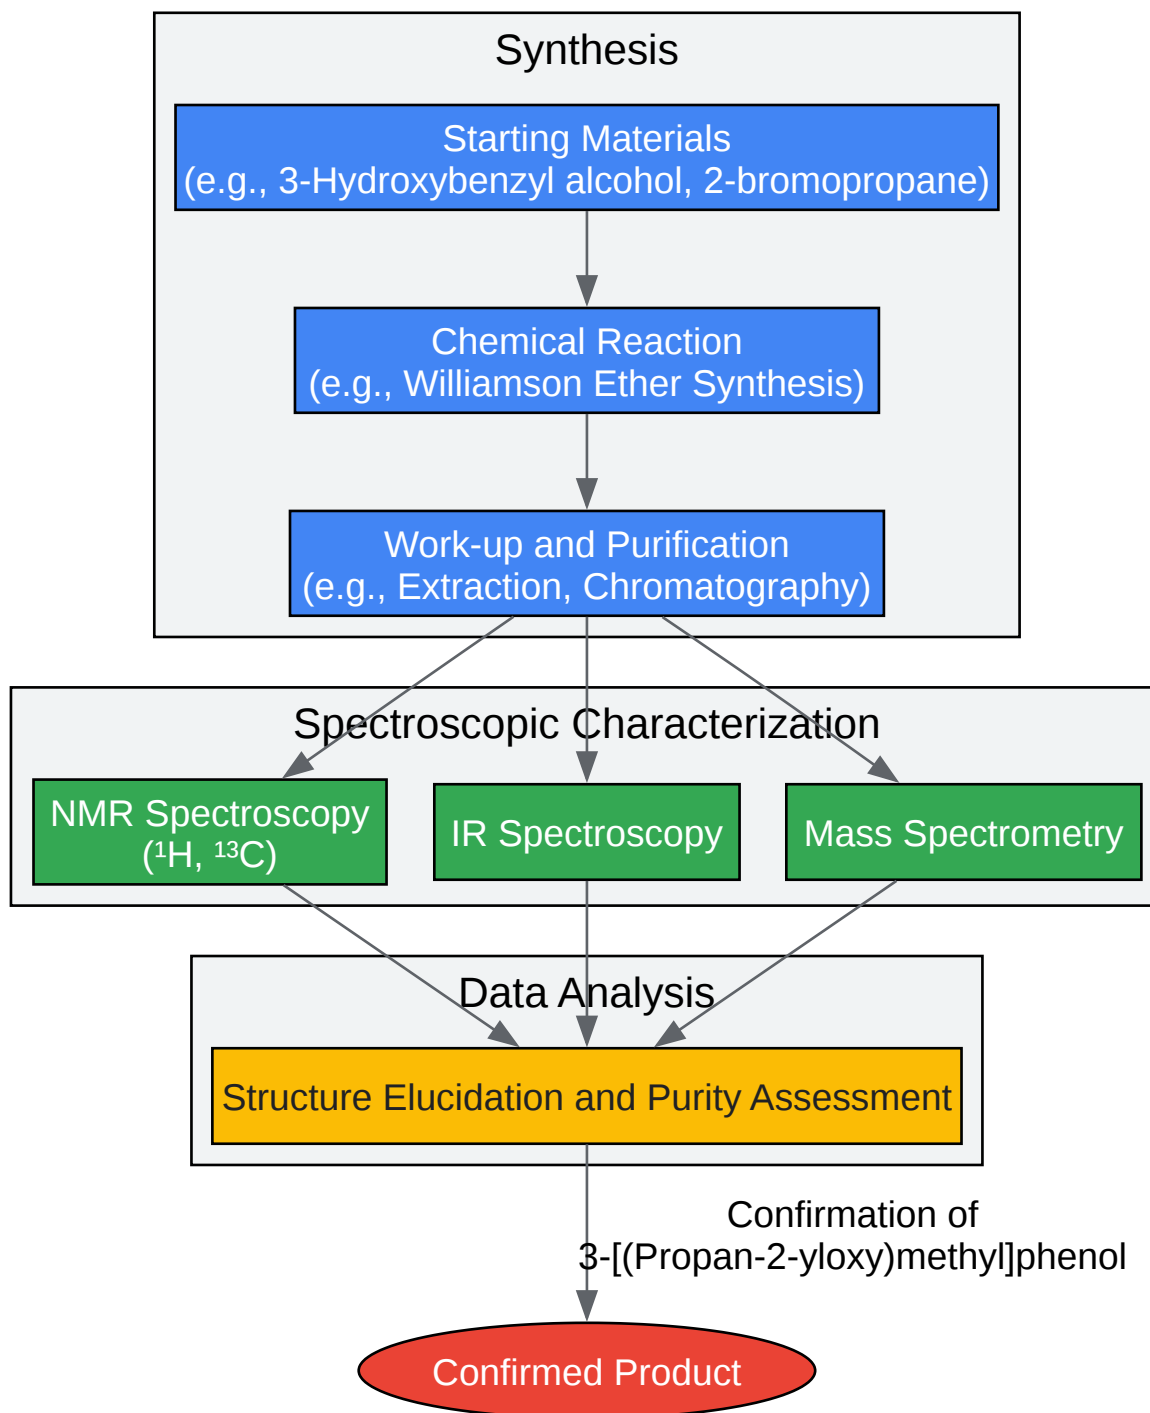 Synthesis
Starting Materials
(e.g., 3-Hydroxybenzyl alcohol, 2-bromopropane)
Chemical Reaction
(e.g., Williamson Ether Synthesis)
Work-up and Purification
(e.g., Extraction, Chromatography)
Spectroscopic Characterization
NMR Spectroscopy
(¹H, ¹³C)
IR Spectroscopy
Mass Spectrometry
Data Analysis
Structure Elucidation and Purity Assessment
Confirmation of
3-[(Propan-2-yloxy)methyl]phenol
Confirmed Product